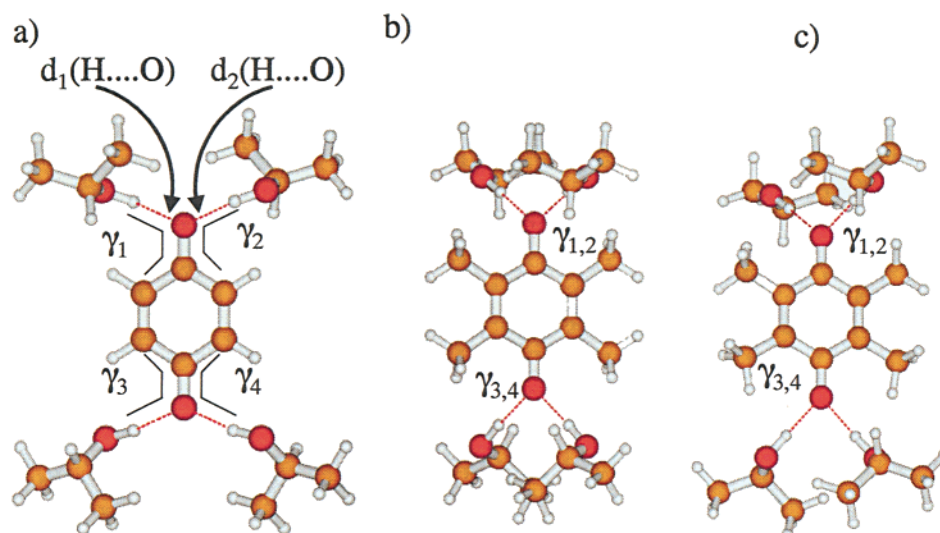 a)
d₁(H....O) d₂(H....O)
γ₁ γ₂
γ₃ γ₄
b)
γ₁,₂
γ₃,₄
c)
γ₁,₂
γ₃,₄